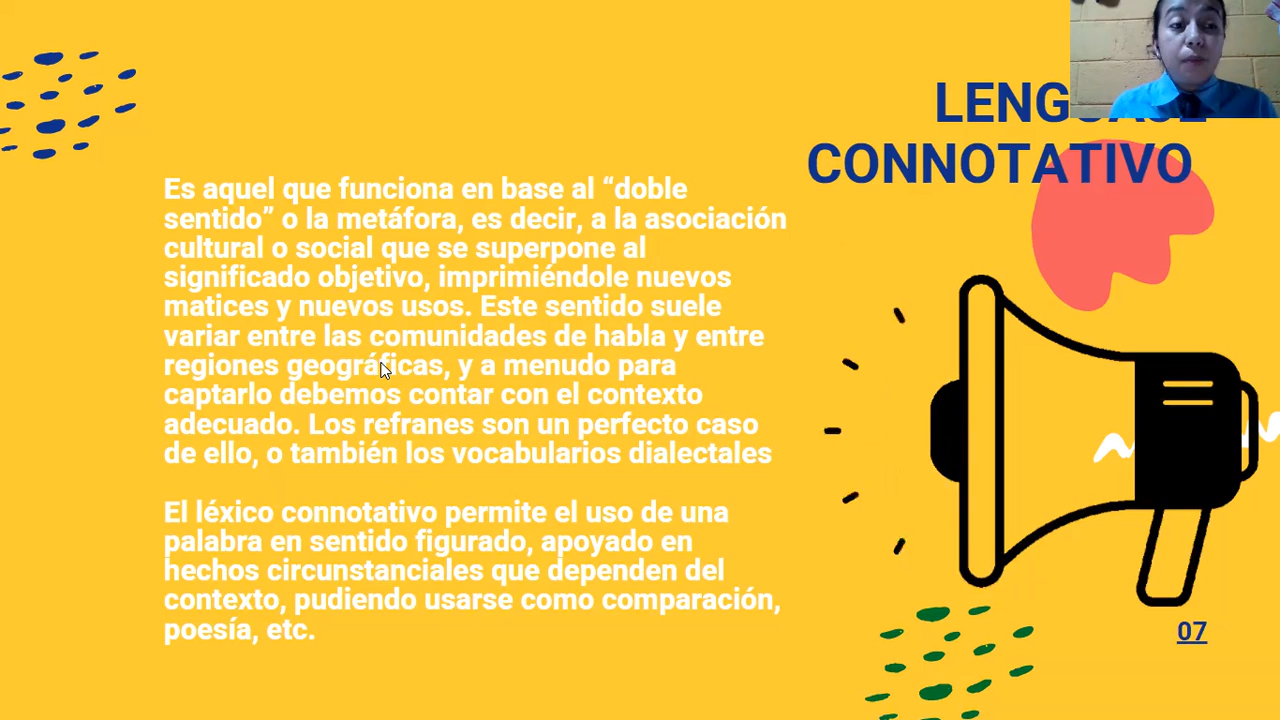 LENGUAJE
CONNOTATIVO
Es aquel que funciona en base al “doble
sentido” o la metáfora, es decir, a la asociación
cultural o social que se superpone al
significado objetivo, imprimiéndole nuevos
matices y nuevos usos. Este sentido suele
variar entre las comunidades de habla y entre
regiones geográficas, y a menudo para
captarlo debemos contar con el contexto
adecuado. Los refranes son un perfecto caso
de ello, o también los vocabularios dialectales
El léxico connotativo permite el uso de una
palabra en sentido figurado, apoyado en
hechos circunstanciales que dependen del
contexto, pudiendo usarse como comparación,
poesía, etc.
07